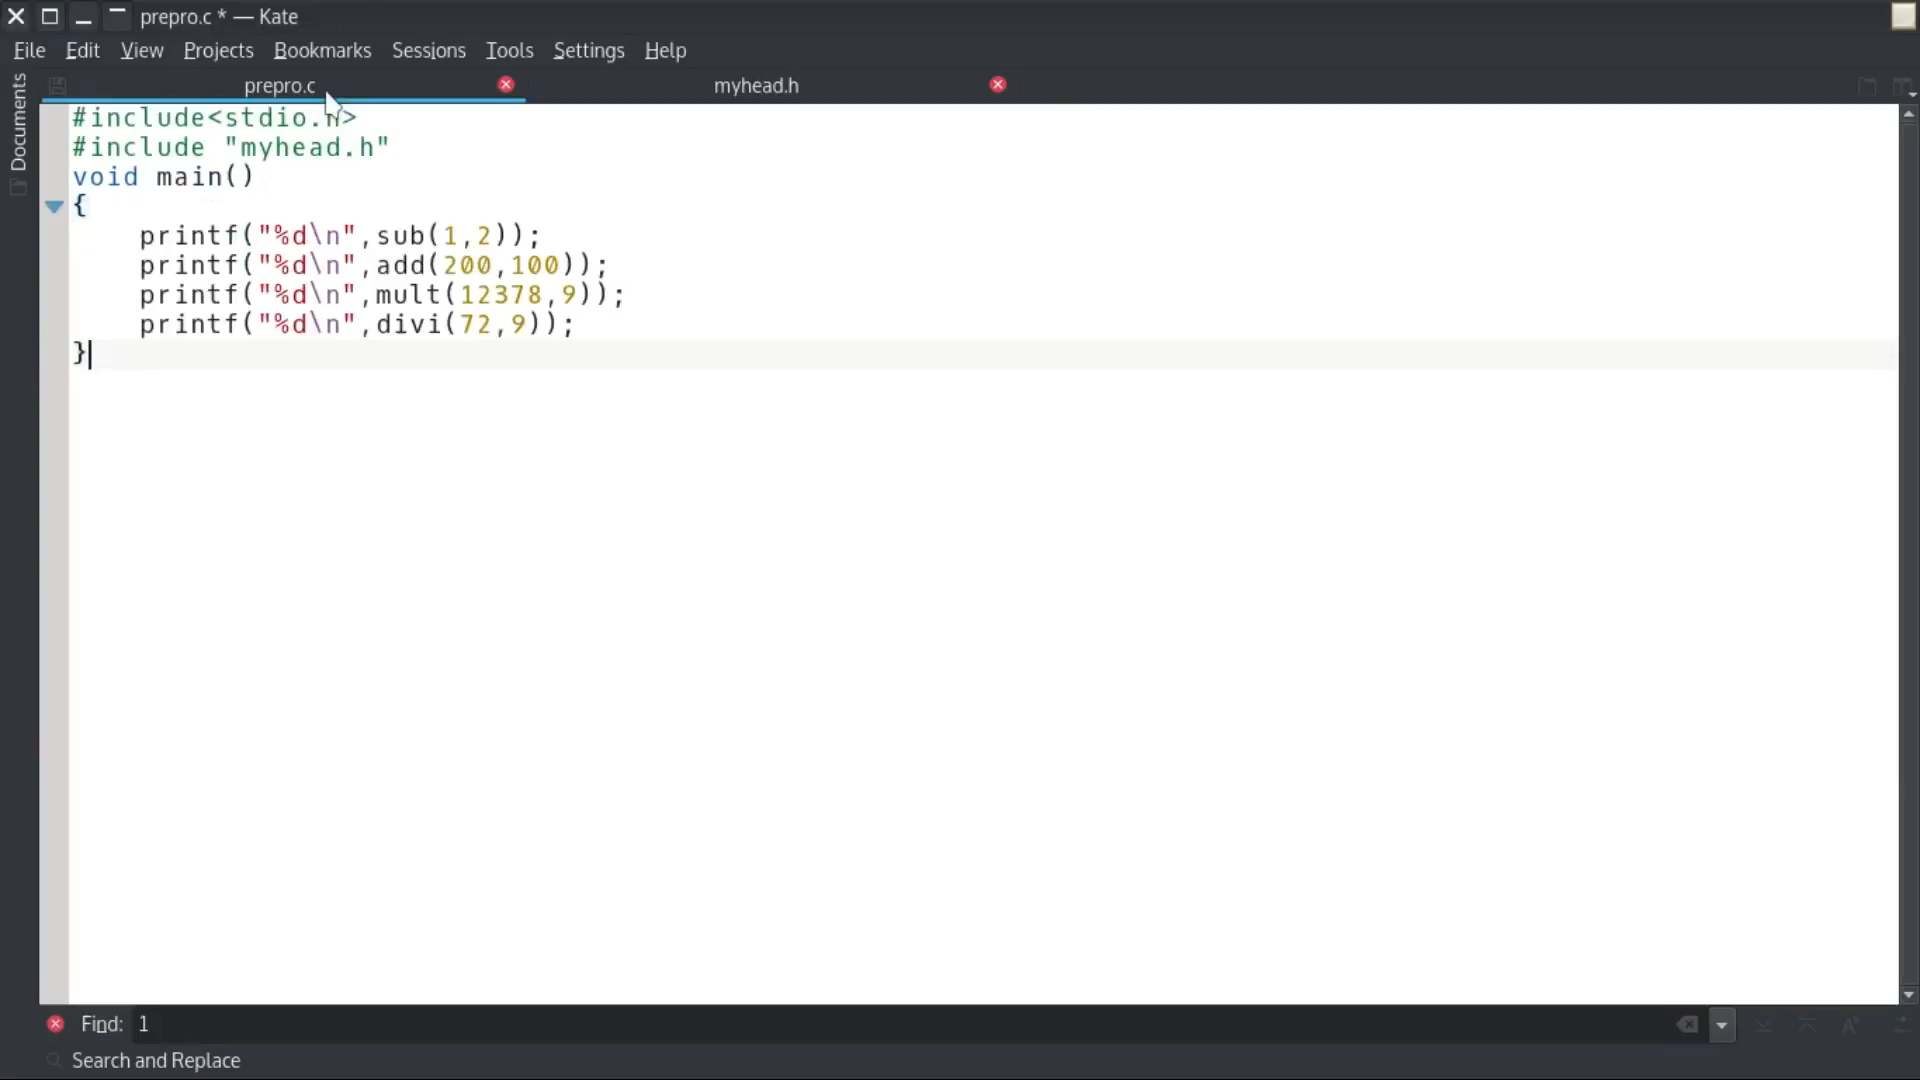 prepro.c * — Kate
File Edit View Projects Bookmarks Sessions Tools Settings Help
Documents
prepro.c myhead.h
#include<stdio.h>
#include "myhead.h"
void main()
{
    printf("%d\n",sub(1,2));
    printf("%d\n",add(200,100));
    printf("%d\n",mult(12378,9));
    printf("%d\n",divi(72,9));
}
Find: 1
Search and Replace